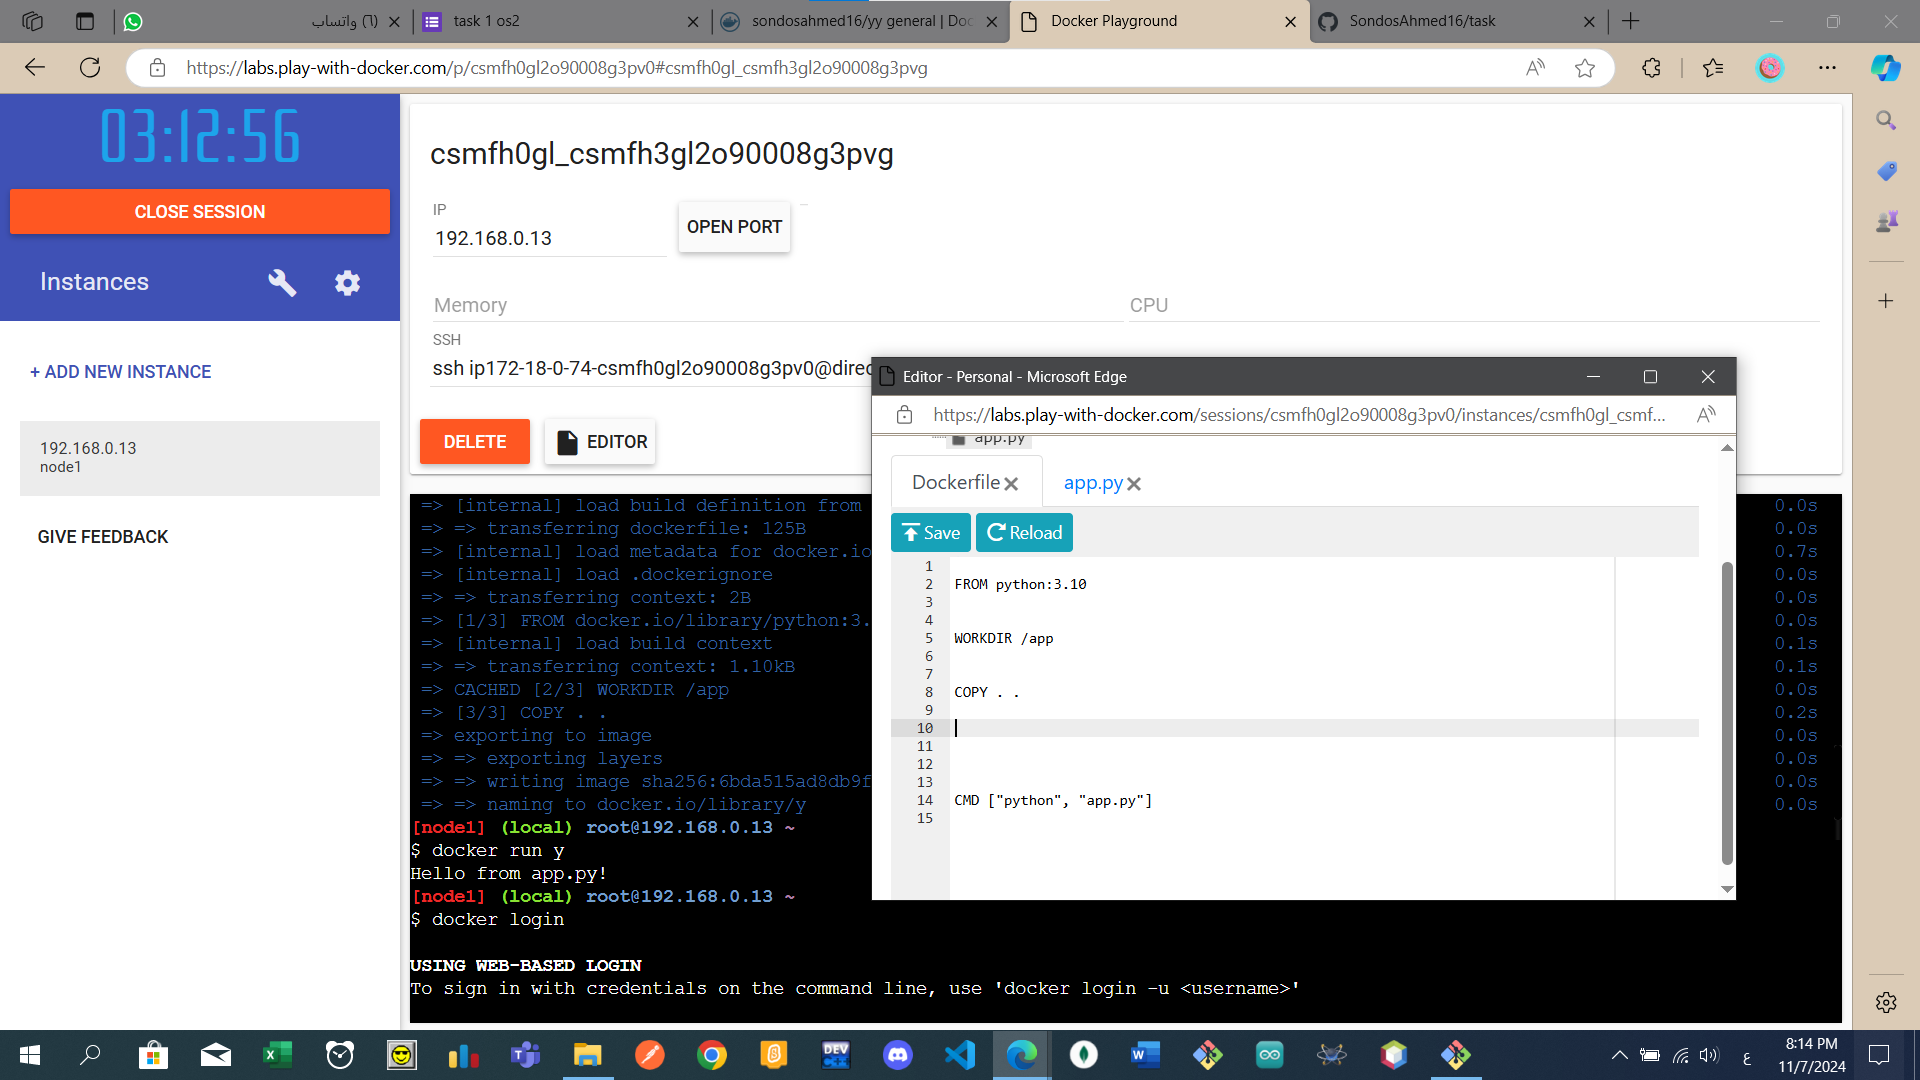 واتساب (٦)
task 1 os2
sondosahmed16/yy general | Doc
Docker Playground
SondosAhmed16/task
https://labs.play-with-docker.com/p/csmfh0gl2o90008g3pv0#csmfh0gl_csmfh3gl2o90008g3pvg
03:12:56
CLOSE SESSION
Instances
+ ADD NEW INSTANCE
192.168.0.13
node1
GIVE FEEDBACK
csmfh0gl_csmfh3gl2o90008g3pvg
IP
192.168.0.13
OPEN PORT
Memory
CPU
SSH
ssh ip172-18-0-74-csmfh0gl2o90008g3pv0@direc
DELETE
EDITOR
=> [internal] load build definition from 0.0s
=> => transferring dockerfile: 125B 0.0s
=> [internal] load metadata for docker.io 0.7s
=> [internal] load .dockerignore 0.0s
=> => transferring context: 2B 0.0s
=> [1/3] FROM docker.io/library/python:3. 0.0s
=> [internal] load build context 0.1s
=> => transferring context: 1.10kB 0.1s
=> CACHED [2/3] WORKDIR /app 0.0s
=> [3/3] COPY . . 0.2s
=> exporting to image 0.0s
=> => exporting layers 0.0s
=> => writing image sha256:6bda515ad8db9f 0.0s
=> => naming to docker.io/library/y 0.0s
[node1] (local) root@192.168.0.13 ~
$ docker run y
Hello from app.py!
[node1] (local) root@192.168.0.13 ~
$ docker login
USING WEB-BASED LOGIN
To sign in with credentials on the command line, use 'docker login -u <username>'
Editor - Personal - Microsoft Edge
https://labs.play-with-docker.com/sessions/csmfh0gl2o90008g3pv0/instances/csmfh0gl_csmf...
app.py
Dockerfile
app.py
Save
Reload
1
2 FROM python:3.10
3
4
5 WORKDIR /app
6
7
8 COPY . .
9
10
11
12
13
14 CMD ["python", "app.py"]
15
DEV
C++
ع
8:14 PM
11/7/2024